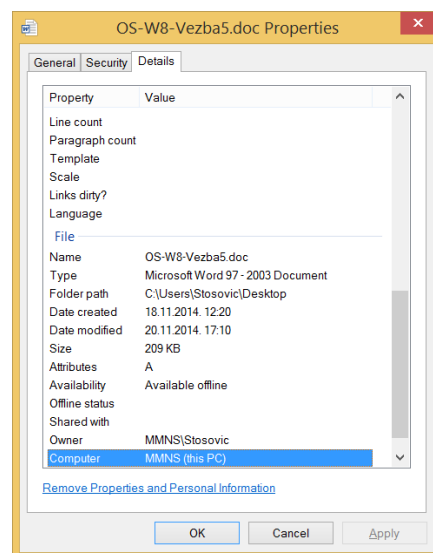 OS-W8-Vezba5.doc Properties
General Security Details
Property Value
Line count
Paragraph count
Template
Scale
Links dirty?
Language
File
Name OS-W8-Vezba5.doc
Type Microsoft Word 97 - 2003 Document
Folder path C:\Users\Stosovic\Desktop
Date created 18.11.2014. 12:20
Date modified 20.11.2014. 17:10
Size 209 KB
Attributes A
Availability Available offline
Offline status
Shared with
Owner MMNS\Stosovic
Computer MMNS (this PC)
Remove Properties and Personal Information
OK Cancel Apply